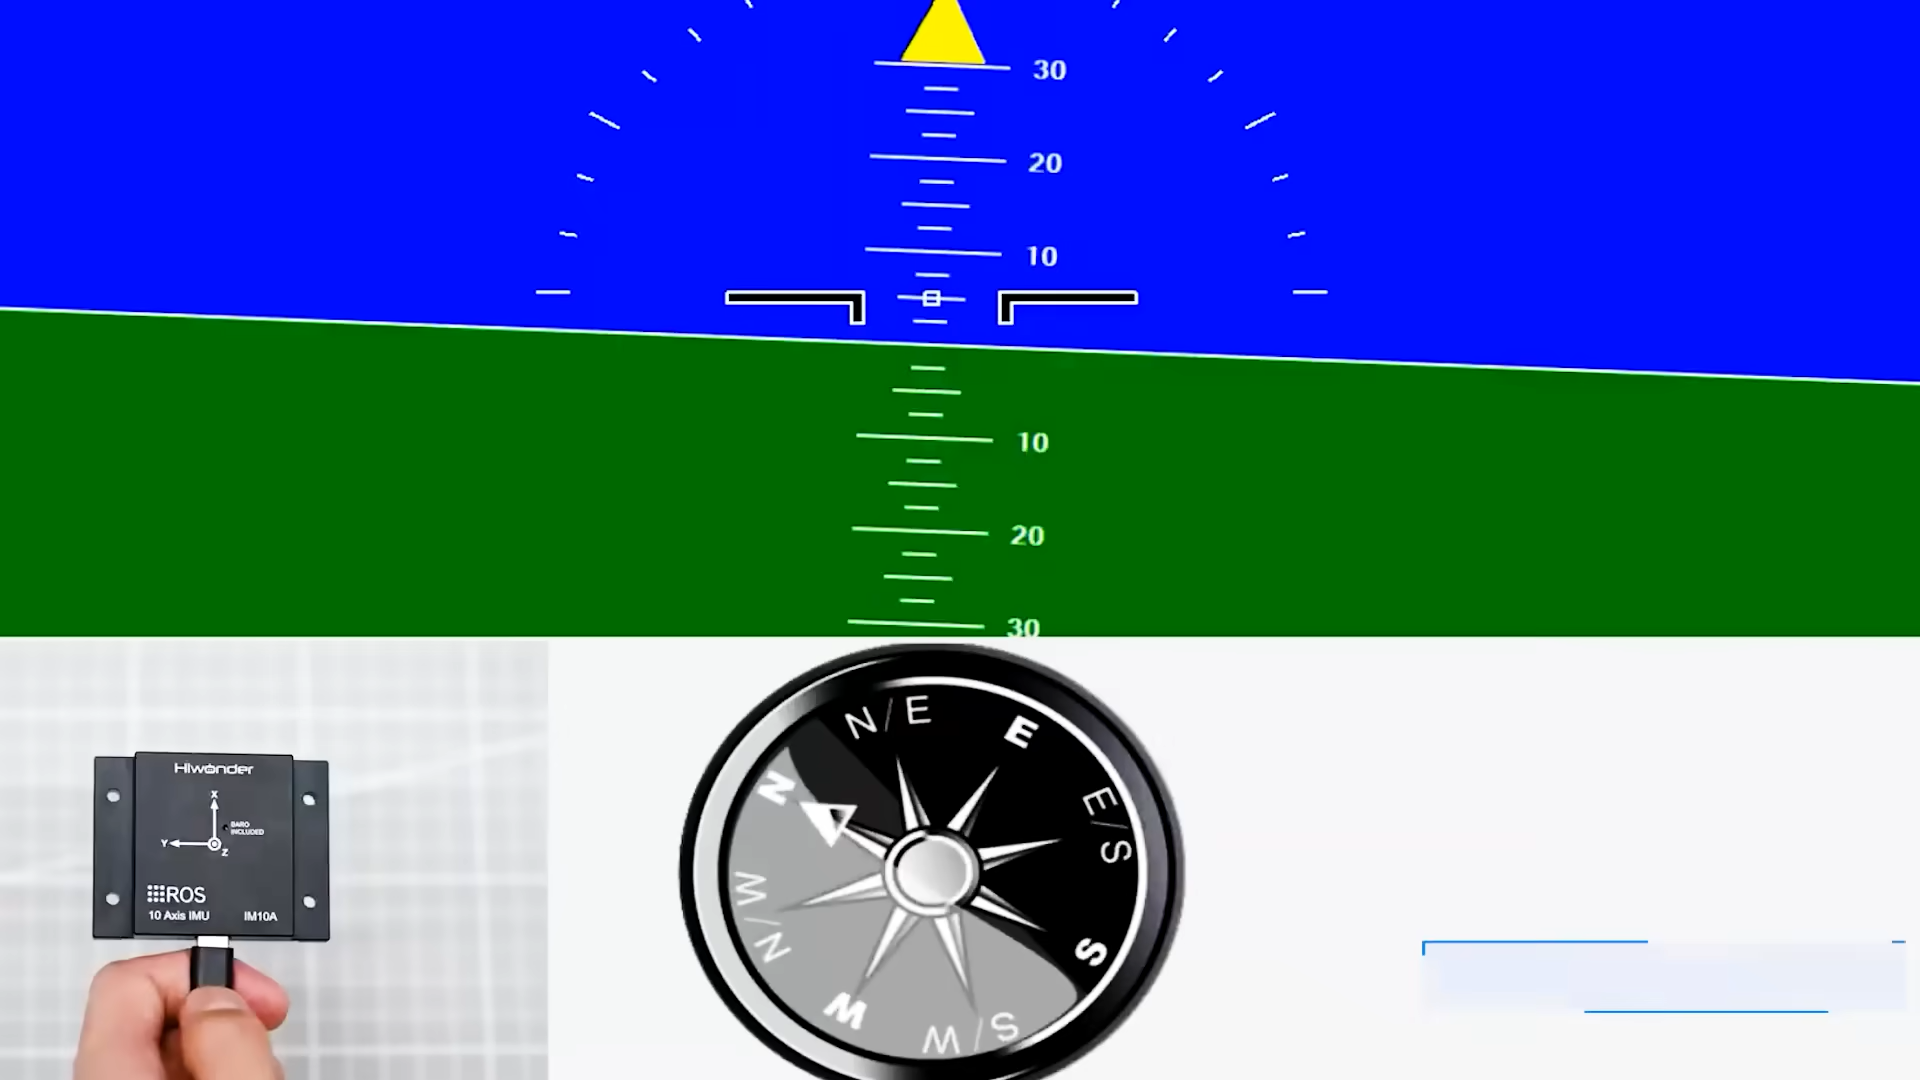 30
20
10
10
20
30
Hiwonder
X
BARO
INCLUDED
Y
Z
ROS
10 Axis IMU IM10A
N/E
E
E/S
S
W/S
W
N/W
N